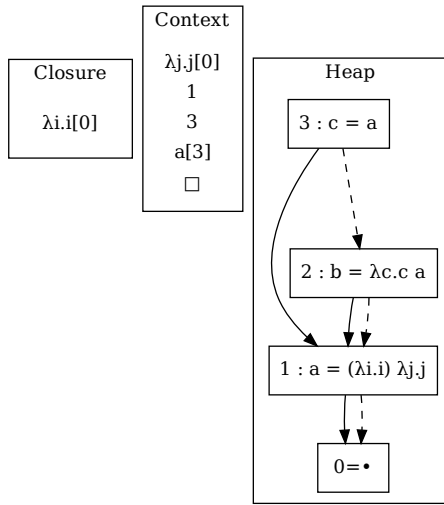 Closure
λi.i[0]
Context
λj.j[0]
1
3
a[3]
□
Heap
3 : c = a
2 : b = λc.c a
1 : a = (λi.i) λj.j
0=•